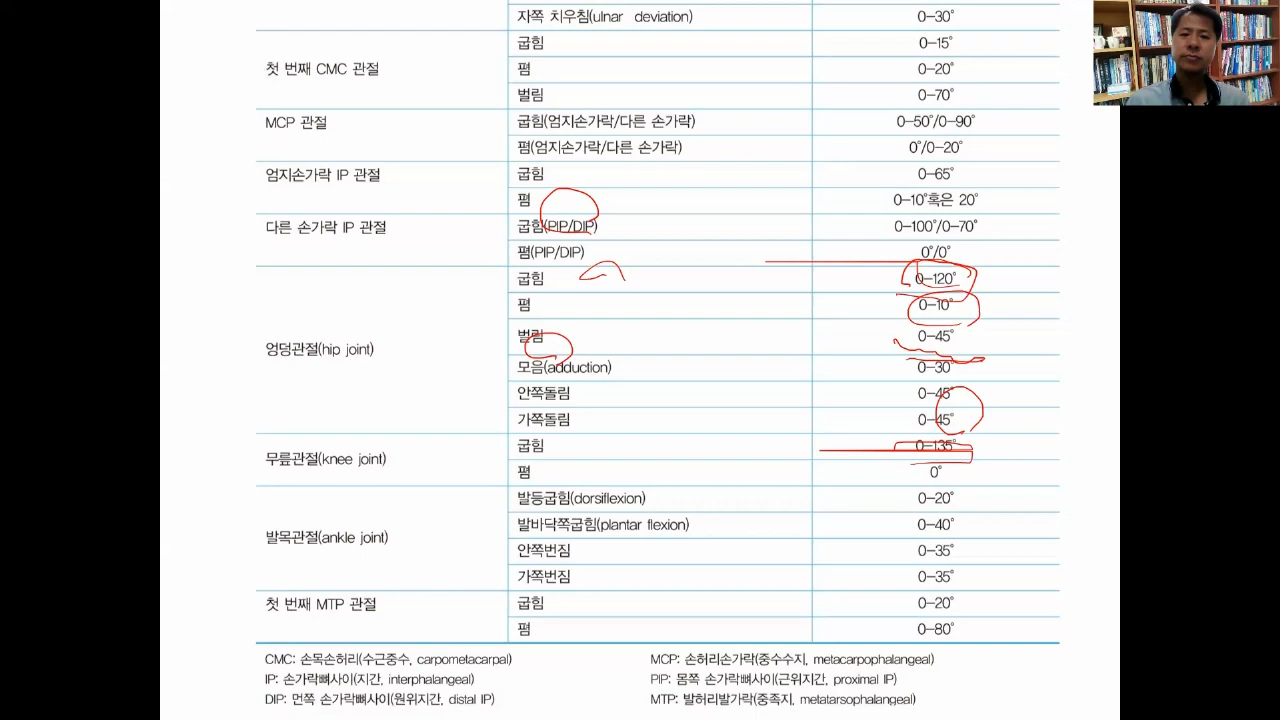 자쪽 치우침(ulnar deviation) 0–30°
굽힘 0–15°
첫 번째 CMC 관절 폄 0–20°
벌림 0–70°
MCP 관절 굽힘(엄지손가락/다른 손가락) 0–50°/0–90°
폄(엄지손가락/다른 손가락) 0°/0–20°
엄지손가락 IP 관절 굽힘 0–65°
폄 0–10°혹은 20°
다른 손가락 IP 관절 굽힘(PIP/DIP) 0–100°/0–70°
폄(PIP/DIP) 0°/0°
굽힘 0–120°
폄 0–10°
벌림 0–45°
엉덩관절(hip joint)
모음(adduction) 0–30°
안쪽돌림 0–45°
가쪽돌림 0–45°
굽힘 0–135°
무릎관절(knee joint)
폄 0°
발등굽힘(dorsiflexion) 0–20°
발바닥쪽굽힘(plantar flexion) 0–40°
발목관절(ankle joint)
안쪽번짐 0–35°
가쪽번짐 0–35°
첫 번째 MTP 관절 굽힘 0–20°
폄 0–80°
CMC: 손목손허리(수근중수, carpometacarpal) MCP: 손허리손가락(중수수지, metacarpophalangeal)
IP: 손가락뼈사이(지간, interphalangeal) PIP: 몸쪽 손가락뼈사이(근위지간, proximal IP)
DIP: 먼쪽 손가락뼈사이(원위지간, distal IP) MTP: 발허리발가락(중족지, metatarsophalangeal)